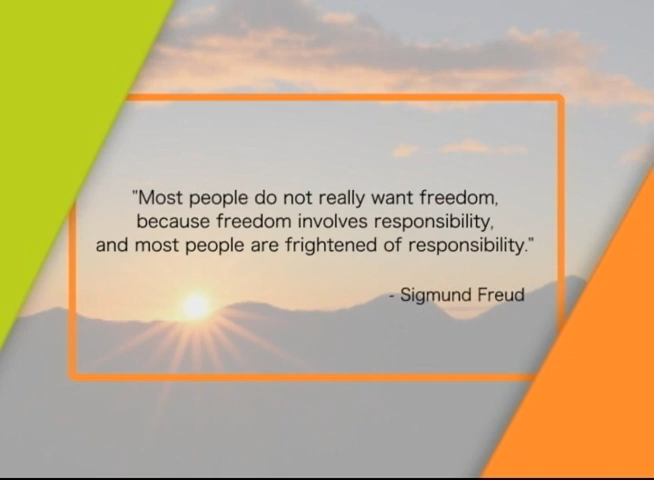 "Most people do not really want freedom,
because freedom involves responsibility,
and most people are frightened of responsibility."
- Sigmund Freud